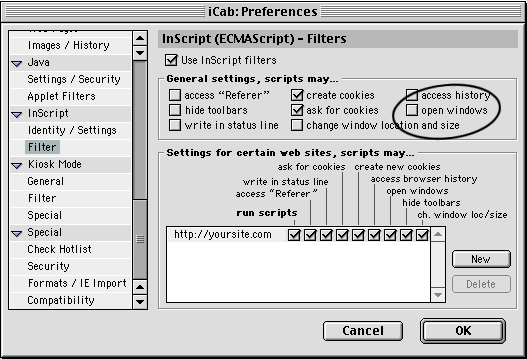 iCab: Preferences
Images / History
Java
Settings / Security
Applet Filters
InScript
Identity / Settings
Filter
Kiosk Mode
General
Filter
Special
Special
Check Hotlist
Security
Formats / IE Import
Compatibility
InScript (ECMAScript) – Filters
Use InScript filters
General settings, scripts may...
access “Referer” create cookies access history
hide toolbars ask for cookies open windows
write in status line change window location and size
Settings for certain web sites, scripts may...
ask for cookies create new cookies
write in status line access browser history
access “Referer” open windows
hide toolbars
run scripts ch. window loc/size
http://yoursite.com
New
Delete
Cancel OK